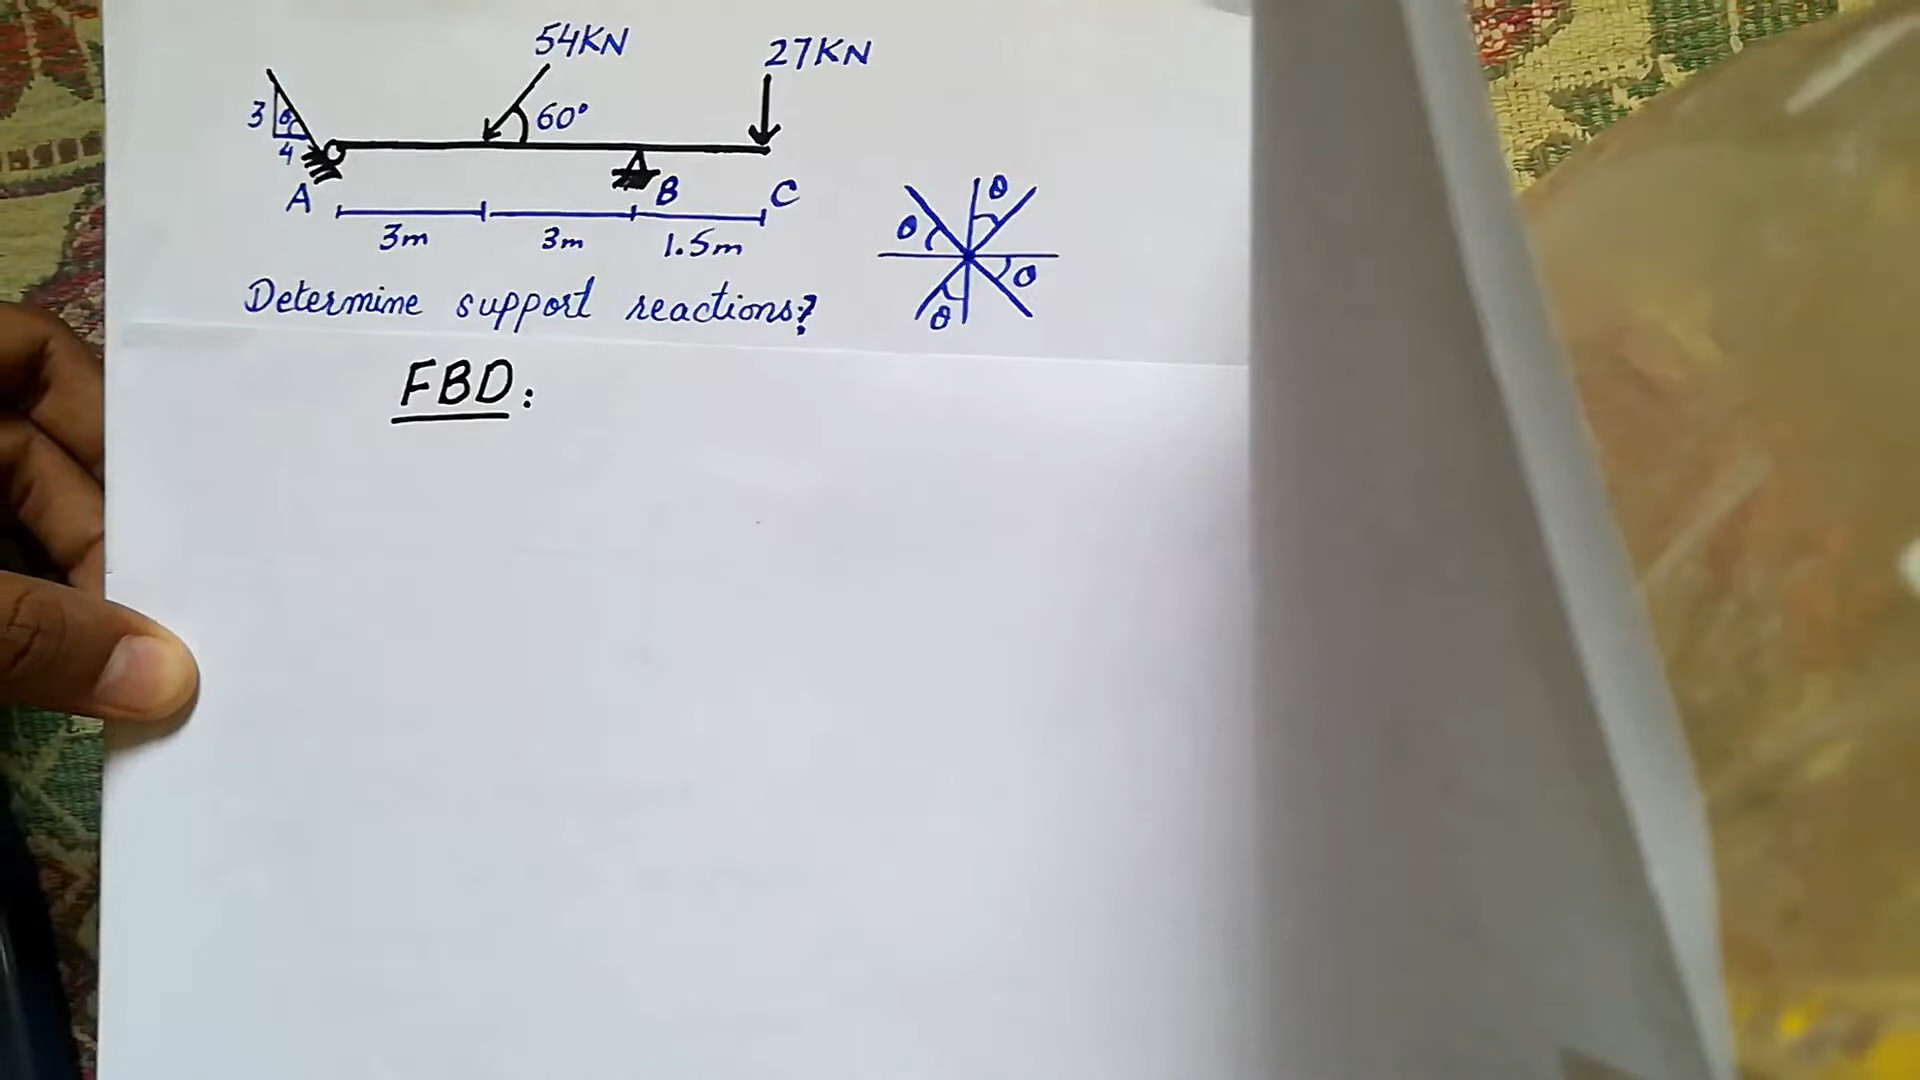 54KN
27KN
3
θ
60°
4
A
B
C
3m
3m
1.5m
θ
θ
θ
θ
Determine support reactions?
FBD: